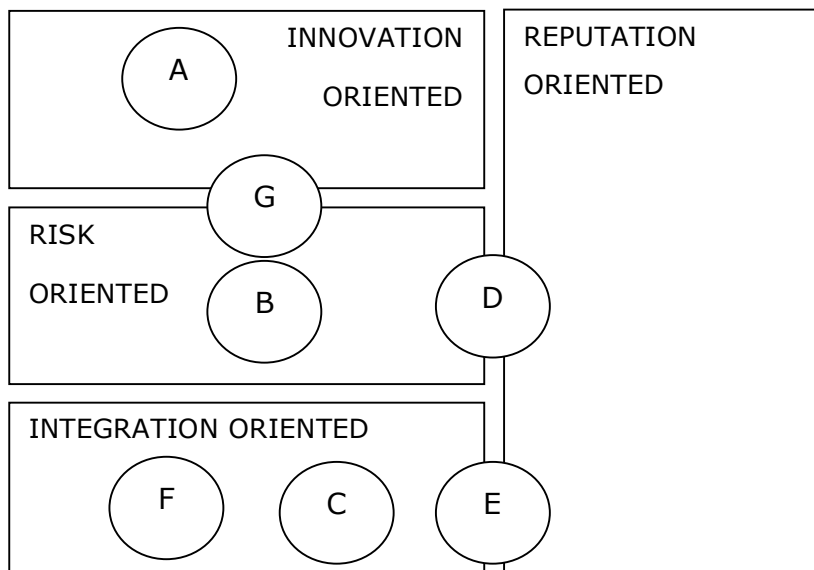 INNOVATION
ORIENTED
A
REPUTATION
ORIENTED
G
RISK
ORIENTED
B
D
INTEGRATION ORIENTED
F
C
E